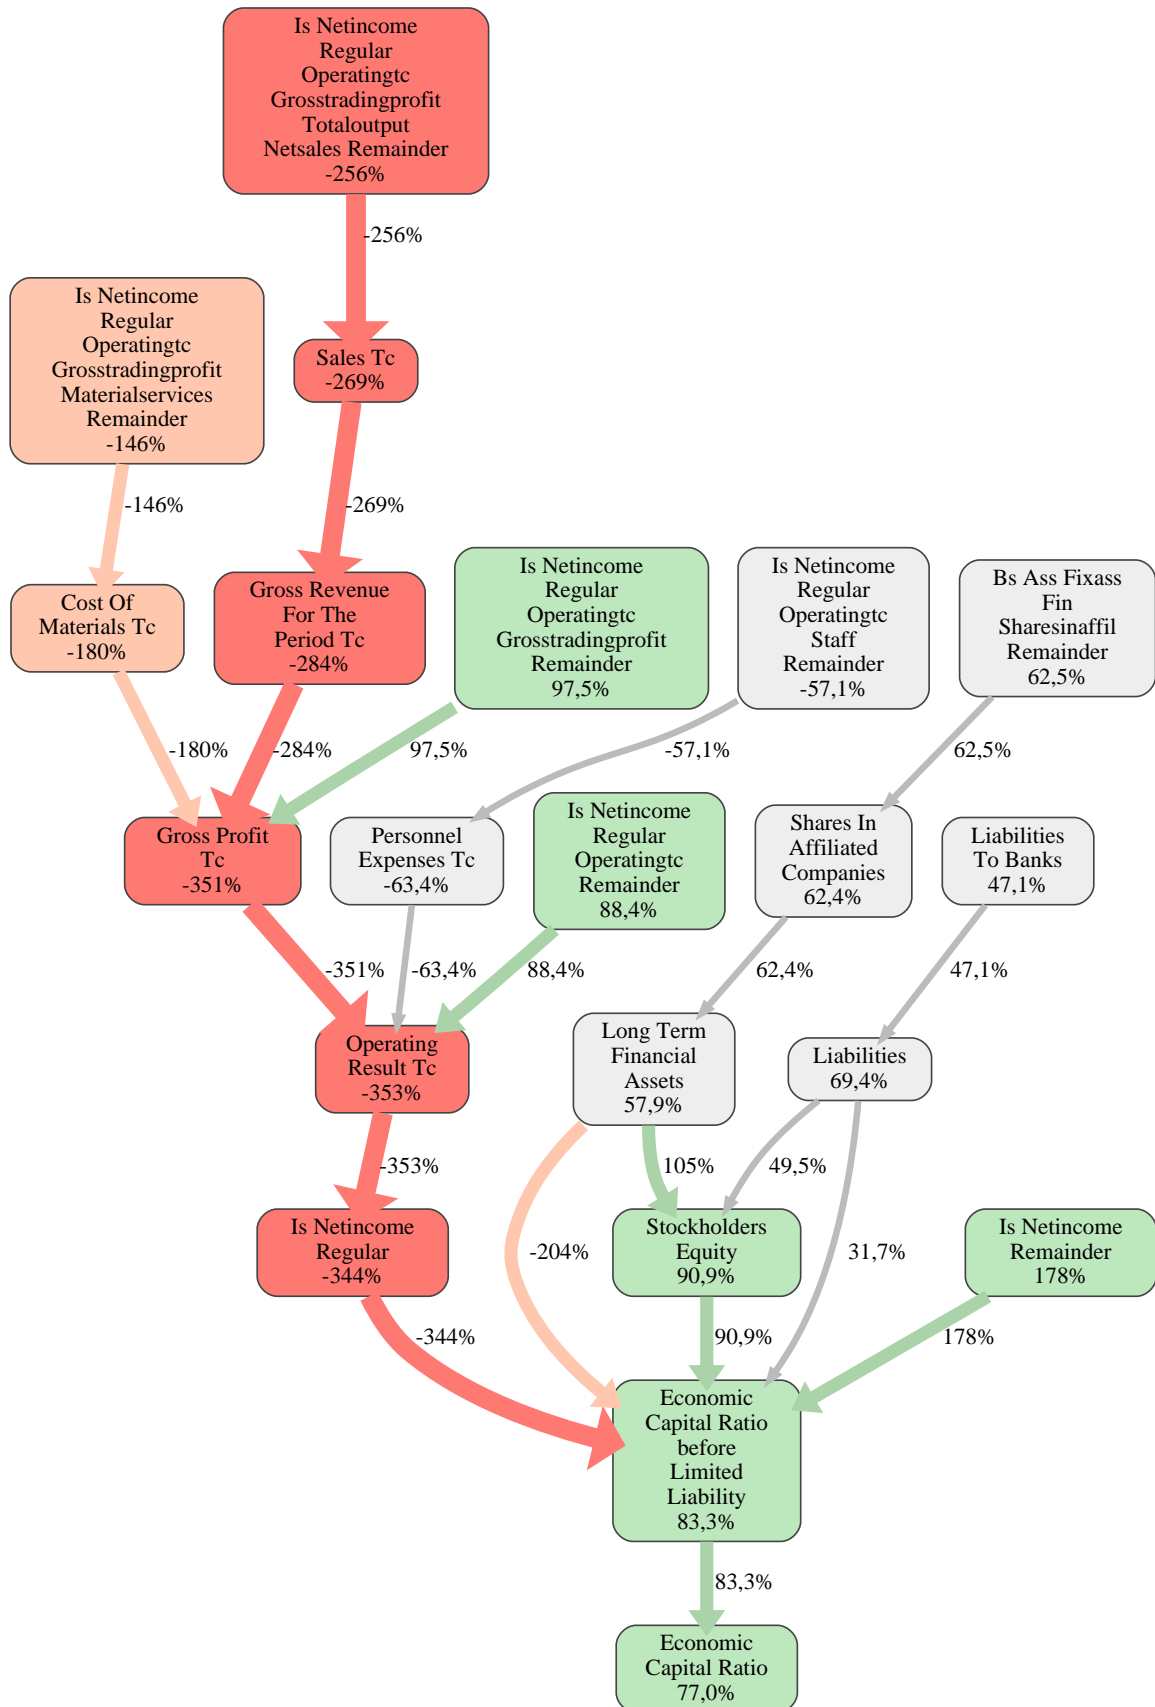 Is Netincome
Regular
Operatingtc
Grosstradingprofit
Totaloutput
Netsales Remainder
-256%
-256%
Is Netincome
Regular
Operatingtc
Grosstradingprofit
Materialservices
Remainder
-146%
Sales Tc
-269%
-146%
-269%
Cost Of
Materials Tc
-180%
Gross Revenue
For The
Period Tc
-284%
Is Netincome
Regular
Operatingtc
Grosstradingprofit
Remainder
97,5%
Is Netincome
Regular
Operatingtc
Staff
Remainder
-57,1%
Bs Ass Fixass
Fin
Sharesinaffil
Remainder
62,5%
-180%
-284%
97,5%
-57,1%
62,5%
Gross Profit
Tc
-351%
Personnel
Expenses Tc
-63,4%
Is Netincome
Regular
Operatingtc
Remainder
88,4%
Shares In
Affiliated
Companies
62,4%
Liabilities
To Banks
47,1%
-351%
-63,4%
88,4%
62,4%
47,1%
Operating
Result Tc
-353%
Long Term
Financial
Assets
57,9%
Liabilities
69,4%
-353%
105%
49,5%
Is Netincome
Regular
-344%
-204%
Stockholders
Equity
90,9%
31,7%
Is Netincome
Remainder
178%
-344%
90,9%
178%
Economic
Capital Ratio
before
Limited
Liability
83,3%
83,3%
Economic
Capital Ratio
77,0%